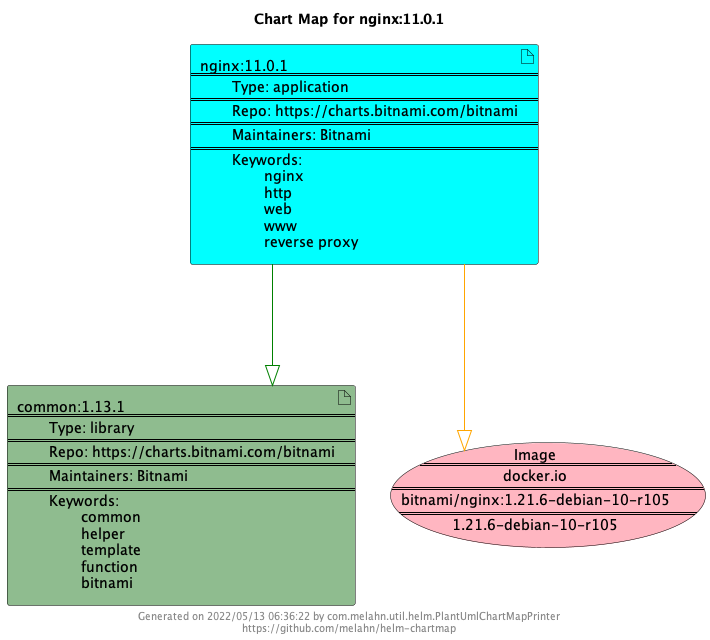 Chart Map for nginx:11.0.1
nginx:11.0.1
Type: application
Repo: https://charts.bitnami.com/bitnami
Maintainers: Bitnami
Keywords:
nginx
http
web
www
reverse proxy
common:1.13.1
Type: library
Repo: https://charts.bitnami.com/bitnami
Maintainers: Bitnami
Keywords:
common
helper
template
function
bitnami
Image
docker.io
bitnami/nginx:1.21.6-debian-10-r105
1.21.6-debian-10-r105
Generated on 2022/05/13 06:36:22 by com.melahn.util.helm.PlantUmlChartMapPrinter
https://github.com/melahn/helm-chartmap